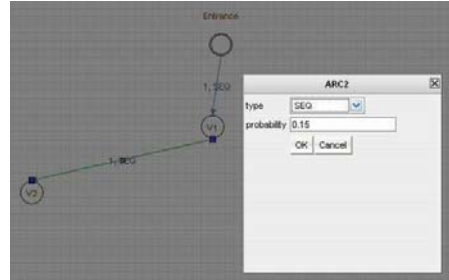 Entrance
1, SEQ
V1
1, SEQ
V2
ARC2
type SEQ
probability 0.15
OK Cancel